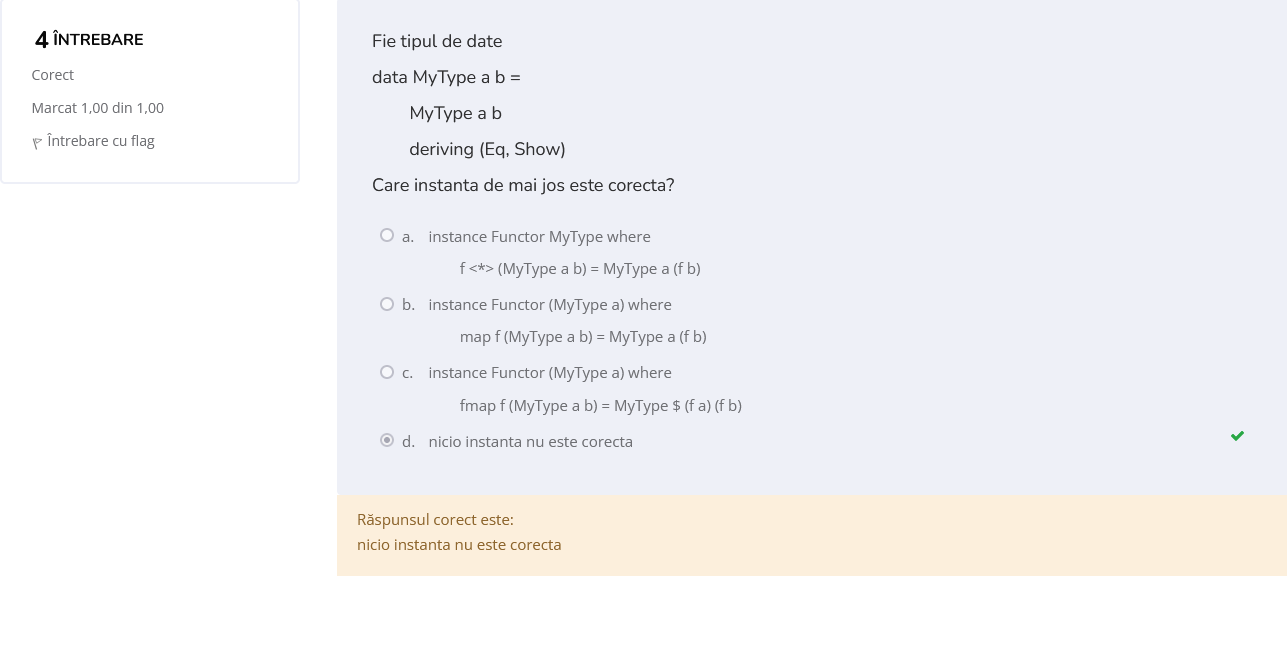 4 ÎNTREBARE
Corect
Marcat 1,00 din 1,00
Întrebare cu flag
Fie tipul de date
data MyType a b =
MyType a b
deriving (Eq, Show)
Care instanta de mai jos este corecta?
a. instance Functor MyType where
f <*> (MyType a b) = MyType a (f b)
b. instance Functor (MyType a) where
map f (MyType a b) = MyType a (f b)
c. instance Functor (MyType a) where
fmap f (MyType a b) = MyType $ (f a) (f b)
d. nicio instanta nu este corecta
Răspunsul corect este:
nicio instanta nu este corecta